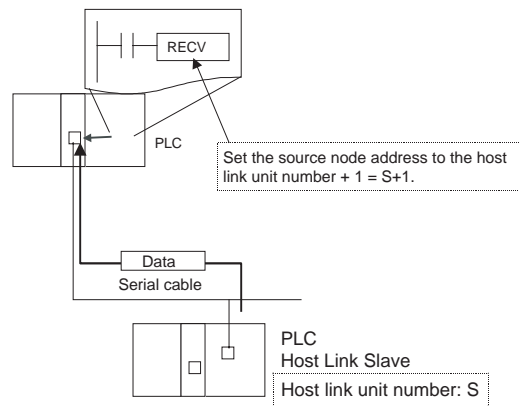 RECV
PLC
Set the source node address to the host
link unit number + 1 = S+1.
Data
Serial cable
PLC
Host Link Slave
Host link unit number: S